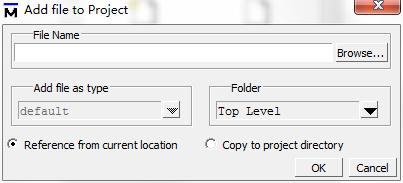 Add file to Project
File Name
Browse...
Add file as type
Folder
default
Top Level
Reference from current location
Copy to project directory
OK
Cancel